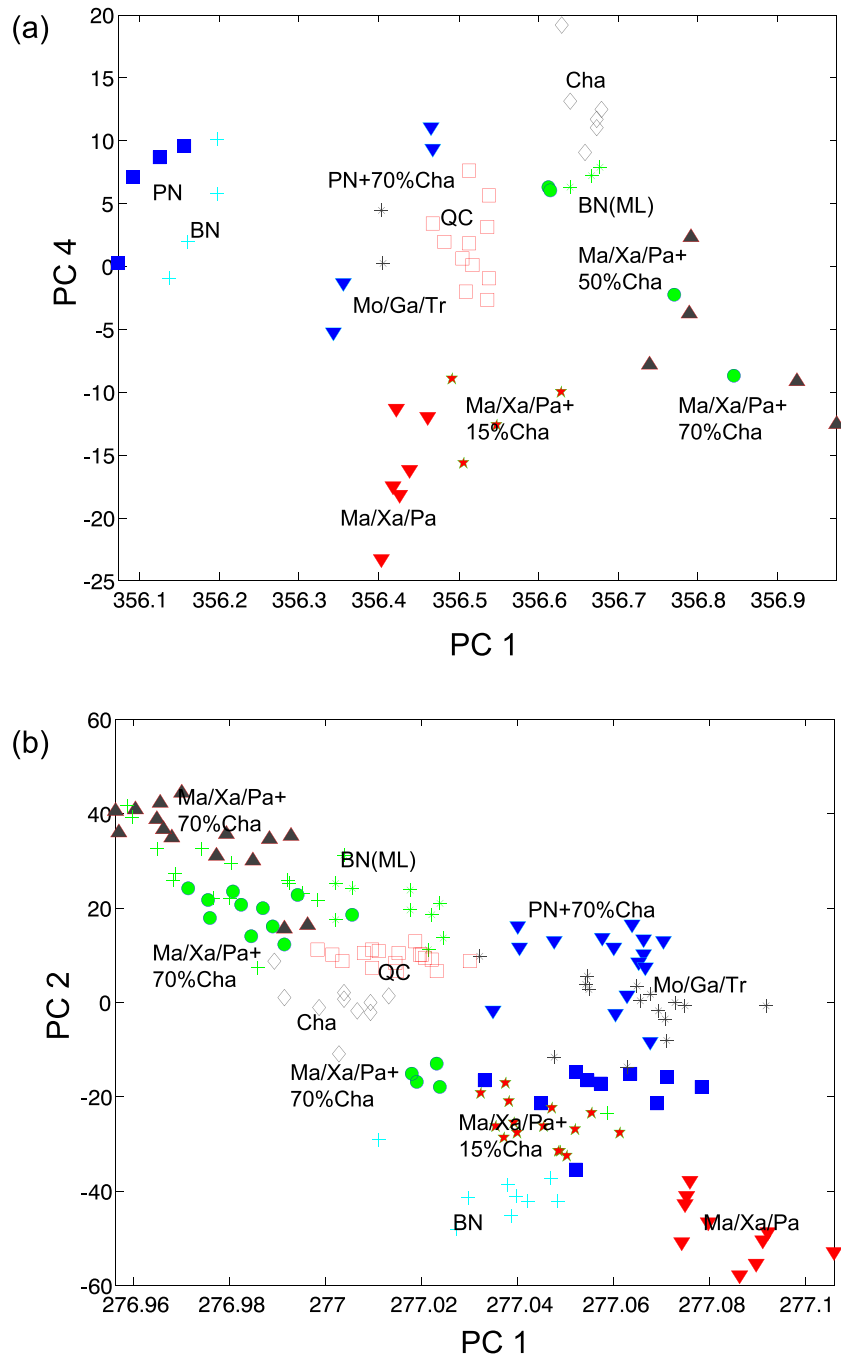 (a)
20
15
10
5
0
-5
-10
-15
-20
-25
PC 4
Cha
PN+70%Cha
PN
QC
BN(ML)
BN
Ma/Xa/Pa+
50%Cha
Mo/Ga/Tr
Ma/Xa/Pa+
15%Cha
Ma/Xa/Pa+
70%Cha
Ma/Xa/Pa
356.1
356.2
356.3
356.4
356.5
356.6
356.7
356.8
356.9
PC 1
(b)
60
40
20
0
-20
-40
-60
PC 2
Ma/Xa/Pa+
70%Cha
BN(ML)
PN+70%Cha
Ma/Xa/Pa+
70%Cha
QC
Mo/Ga/Tr
Cha
Ma/Xa/Pa+
70%Cha
Ma/Xa/Pa+
15%Cha
BN
Ma/Xa/Pa
276.96
276.98
277
277.02
277.04
277.06
277.08
277.1
PC 1